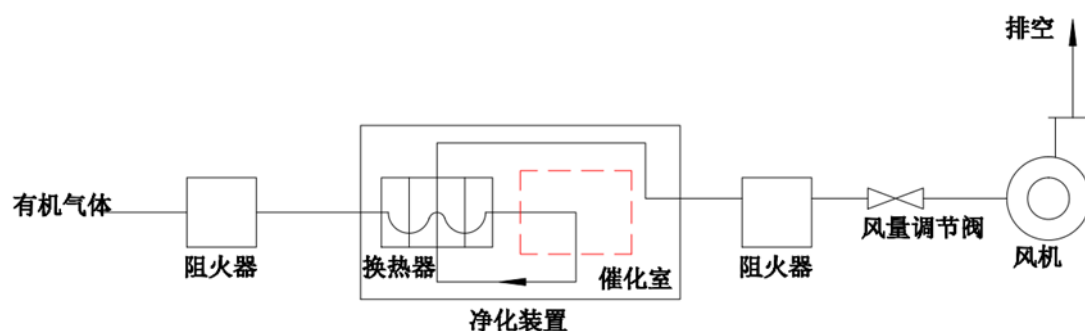 排空
有机气体
阻火器
换热器
催化室
净化装置
阻火器
风量调节阀
风机